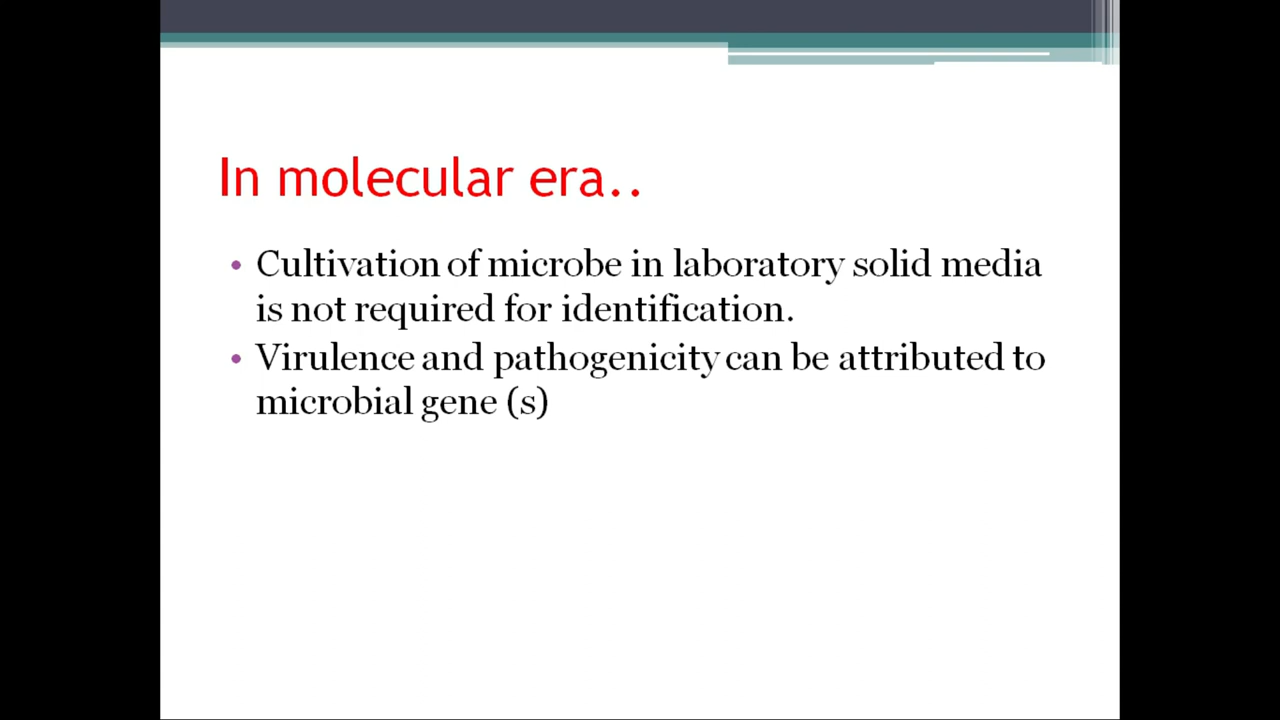 In molecular era..
• Cultivation of microbe in laboratory solid media
is not required for identification.
• Virulence and pathogenicity can be attributed to
microbial gene (s)